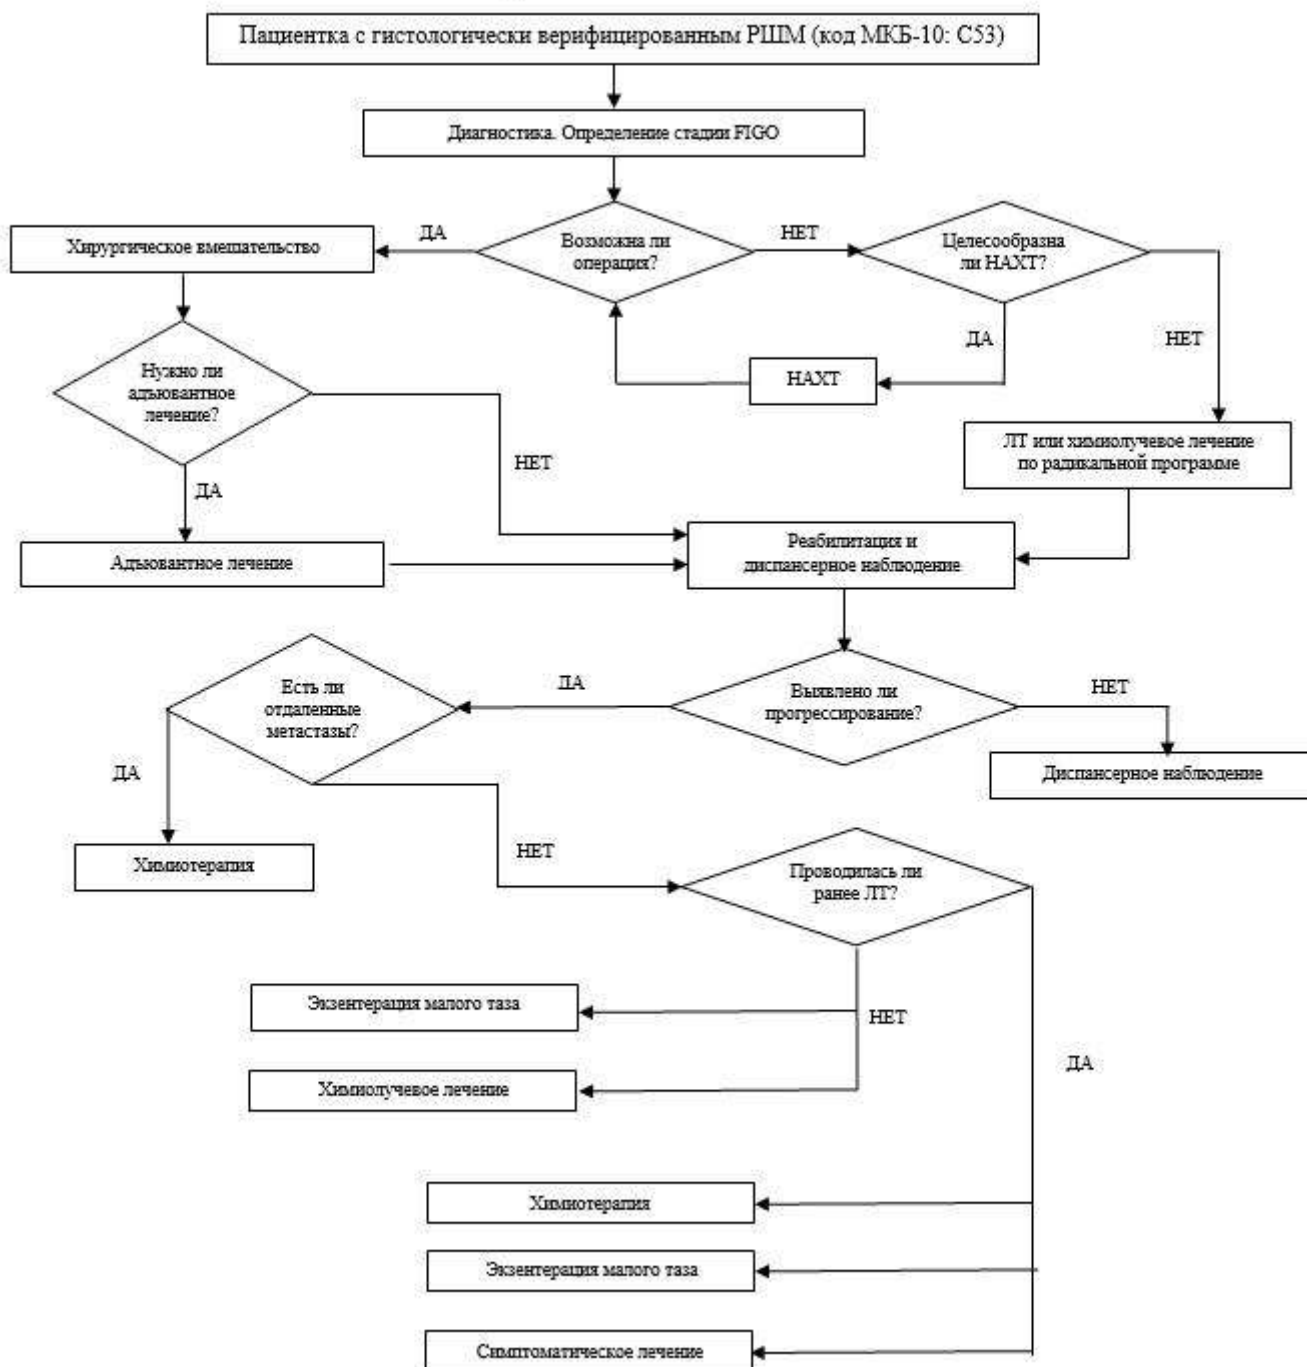 Пациентка с гистологически верифицированным РШМ (код МКБ-10: С53)
Диагностика. Определение стадии FIGO
Хирургическое вмешательство
ДА
Возможна ли
операция?
НЕТ
Целесообразна
ли НАХТ?
ДА
НЕТ
НАХТ
Нужно ли
адъювантное
лечение?
НЕТ
ДА
ЛТ или химиолучевое лечение
по радикальной программе
Адъювантное лечение
Реабилитация и
диспансерное наблюдение
Есть ли
отдаленные
метастазы?
ДА
Выявлено ли
прогрессирование?
НЕТ
Диспансерное наблюдение
ДА
Химиотерапия
НЕТ
Проводилась ли
ранее ЛТ?
Экзентерация малого таза
НЕТ
Химиолучевое лечение
ДА
Химиотерапия
Экзентерация малого таза
Симптоматическое лечение